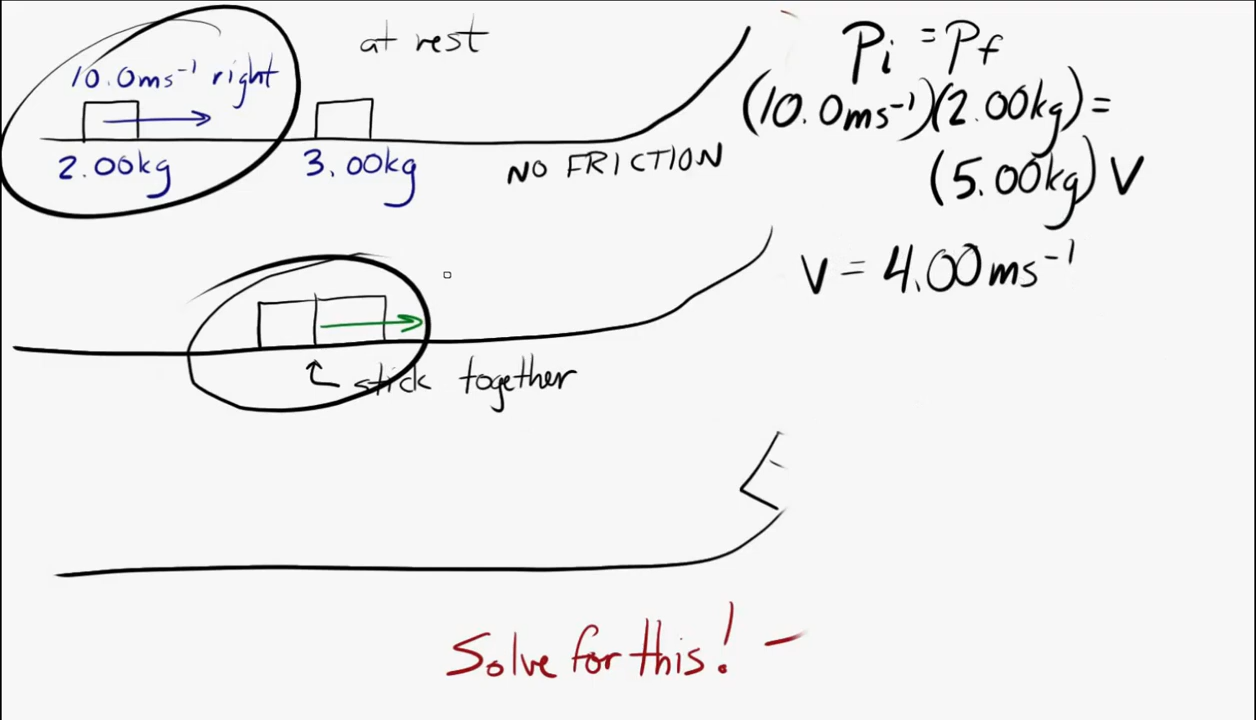 at rest
10.0ms⁻¹ right
2.00kg
3.00kg
NO FRICTION
stick together
Solve for this!
Pi = Pf
(10.0ms⁻¹)(2.00kg) =
(5.00kg) V
V = 4.00ms⁻¹